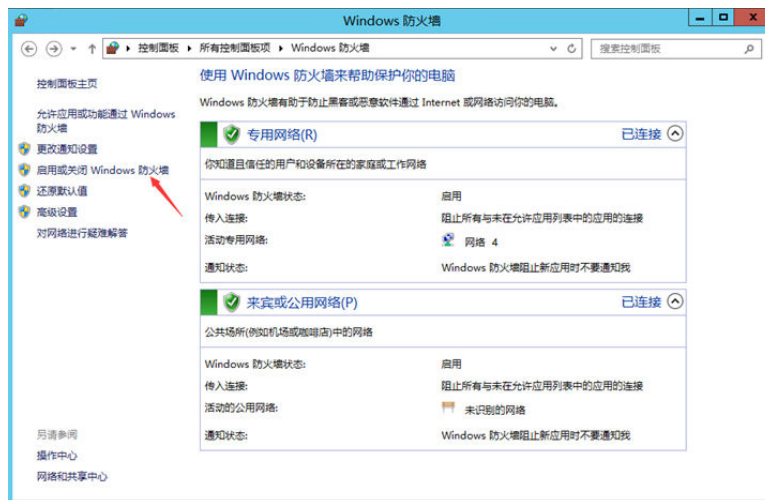 Windows 防火墙
控制面板 ▸ 所有控制面板项 ▸ Windows 防火墙
搜索控制面板
控制面板主页
允许应用或功能通过 Windows
防火墙
更改通知设置
启用或关闭 Windows 防火墙
还原默认值
高级设置
对网络进行疑难解答
另请参阅
操作中心
网络和共享中心
使用 Windows 防火墙来帮助保护你的电脑
Windows 防火墙有助于防止黑客或恶意软件通过 Internet 或网络访问你的电脑。
专用网络(R) 已连接
你知道且信任的用户和设备所在的家庭或工作网络
Windows 防火墙状态: 启用
传入连接: 阻止所有与未在允许应用列表中的应用的连接
活动专用网络: 网络 4
通知状态: Windows 防火墙阻止新应用时不要通知我
来宾或公用网络(P) 已连接
公共场所(例如机场或咖啡店)中的网络
Windows 防火墙状态: 启用
传入连接: 阻止所有与未在允许应用列表中的应用的连接
活动的公用网络: 未识别的网络
通知状态: Windows 防火墙阻止新应用时不要通知我